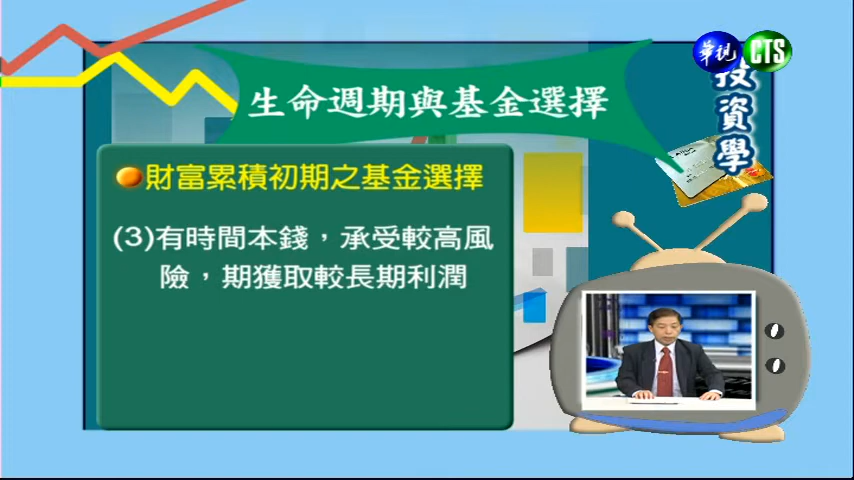 生命週期與基金選擇
華視 CTS
投資學
財富累積初期之基金選擇
(3)有時間本錢，承受較高風
險，期獲取較長期利潤